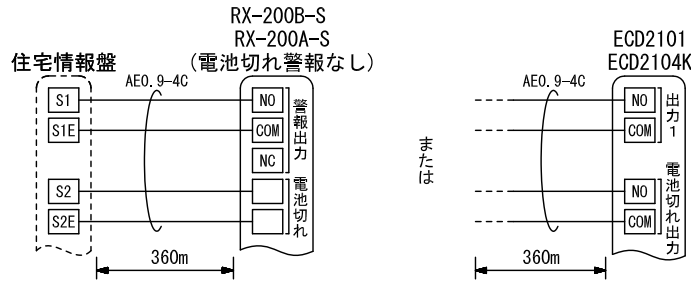 RX-200B-S
RX-200A-S
(電池切れ警報なし)
住宅情報盤
AE0.9-4C
S1
S1E
S2
S2E
NO
COM
NC
警報出力
電池切れ
360m
または
ECD2101
ECD2104K
AE0.9-4C
NO
COM
NO
COM
出力1
電池切れ出力
360m